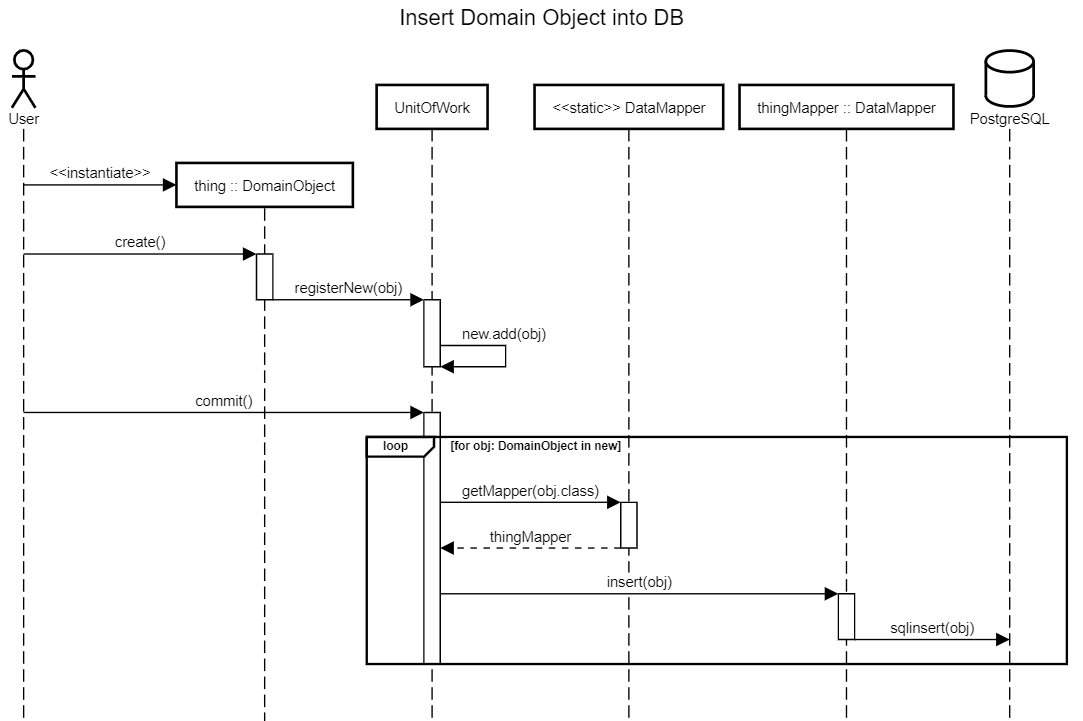 Insert Domain Object into DB
User
UnitOfWork
<<static>> DataMapper
thingMapper :: DataMapper
PostgreSQL
<<instantiate>>
thing :: DomainObject
create()
registerNew(obj)
new.add(obj)
commit()
loop
[for obj: DomainObject in new]
getMapper(obj.class)
thingMapper
insert(obj)
sqlinsert(obj)